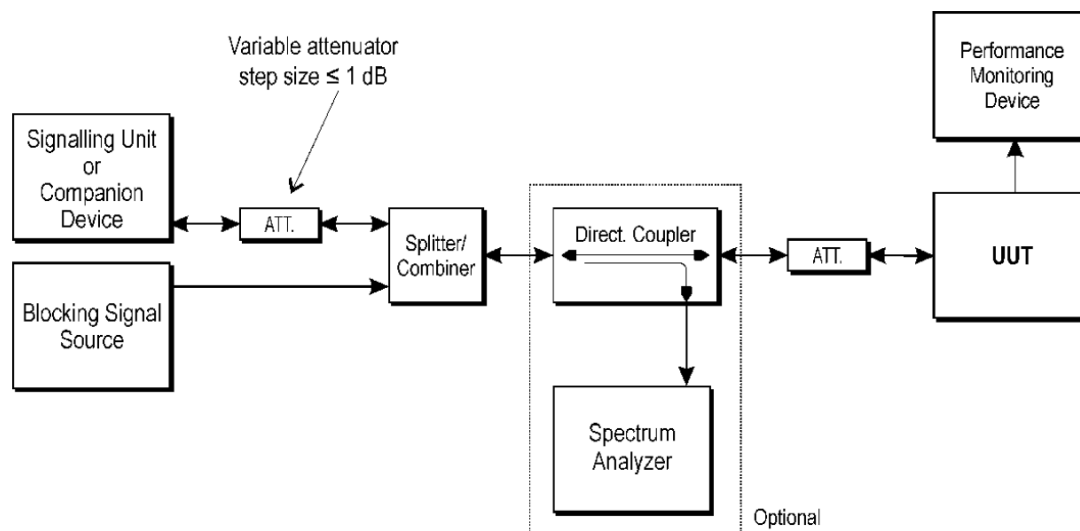 Variable attenuator
step size ≤ 1 dB
Signalling Unit
or
Companion
Device
ATT.
Splitter/
Combiner
Blocking Signal
Source
Direct. Coupler
Spectrum
Analyzer
Optional
ATT.
UUT
Performance
Monitoring
Device